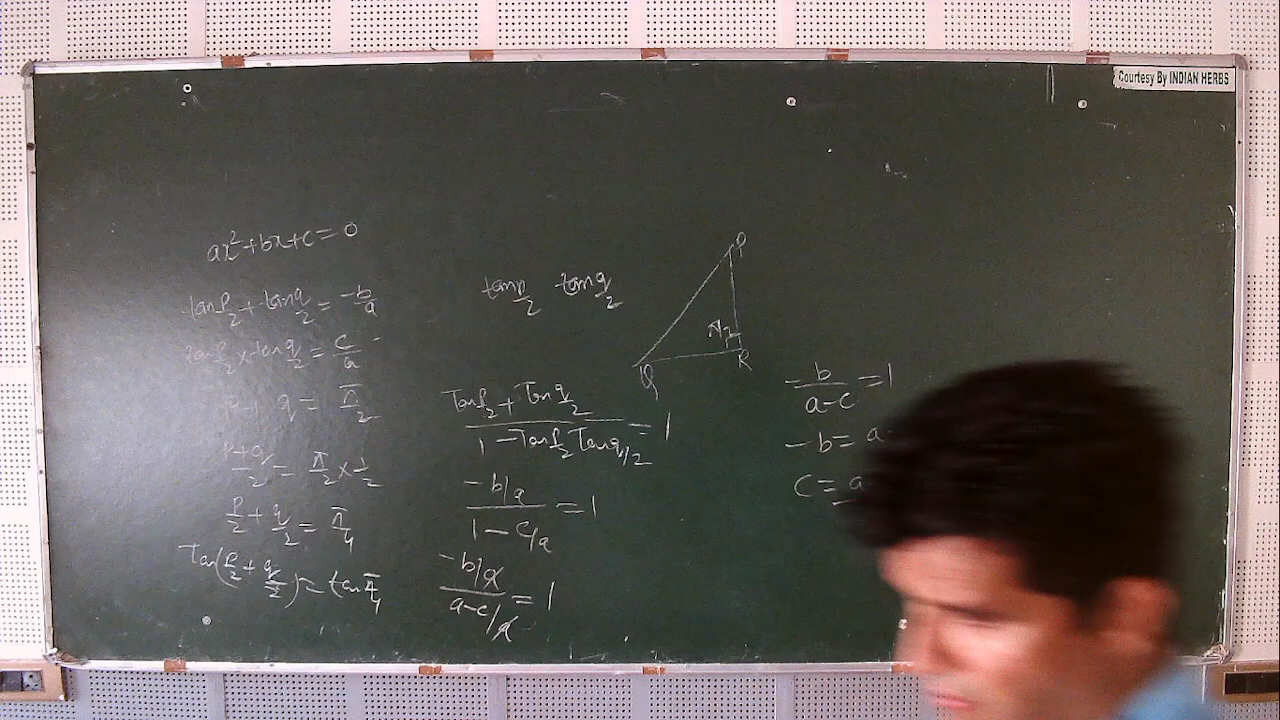 Courtesy By INDIAN HERBS
ax²+bx+c=0
tan P/2 + tan q/2 = -b/a
tan P/2 × tan q/2 = c/a
P + q = π/2
P+q/2 = π/2 × 1/2
P/2 + q/2 = π/4
Tan(P/2 + q/2) = tan π/4
tan P/2 tan q/2
Tan P/2 + Tan q/2 / 1 - Tan P/2 Tan q/2 = 1
-b/a / 1 - c/a = 1
-b/a / a-c/a = 1
P
π/2
Q R
-b/a-c = 1
-b = a
c = a